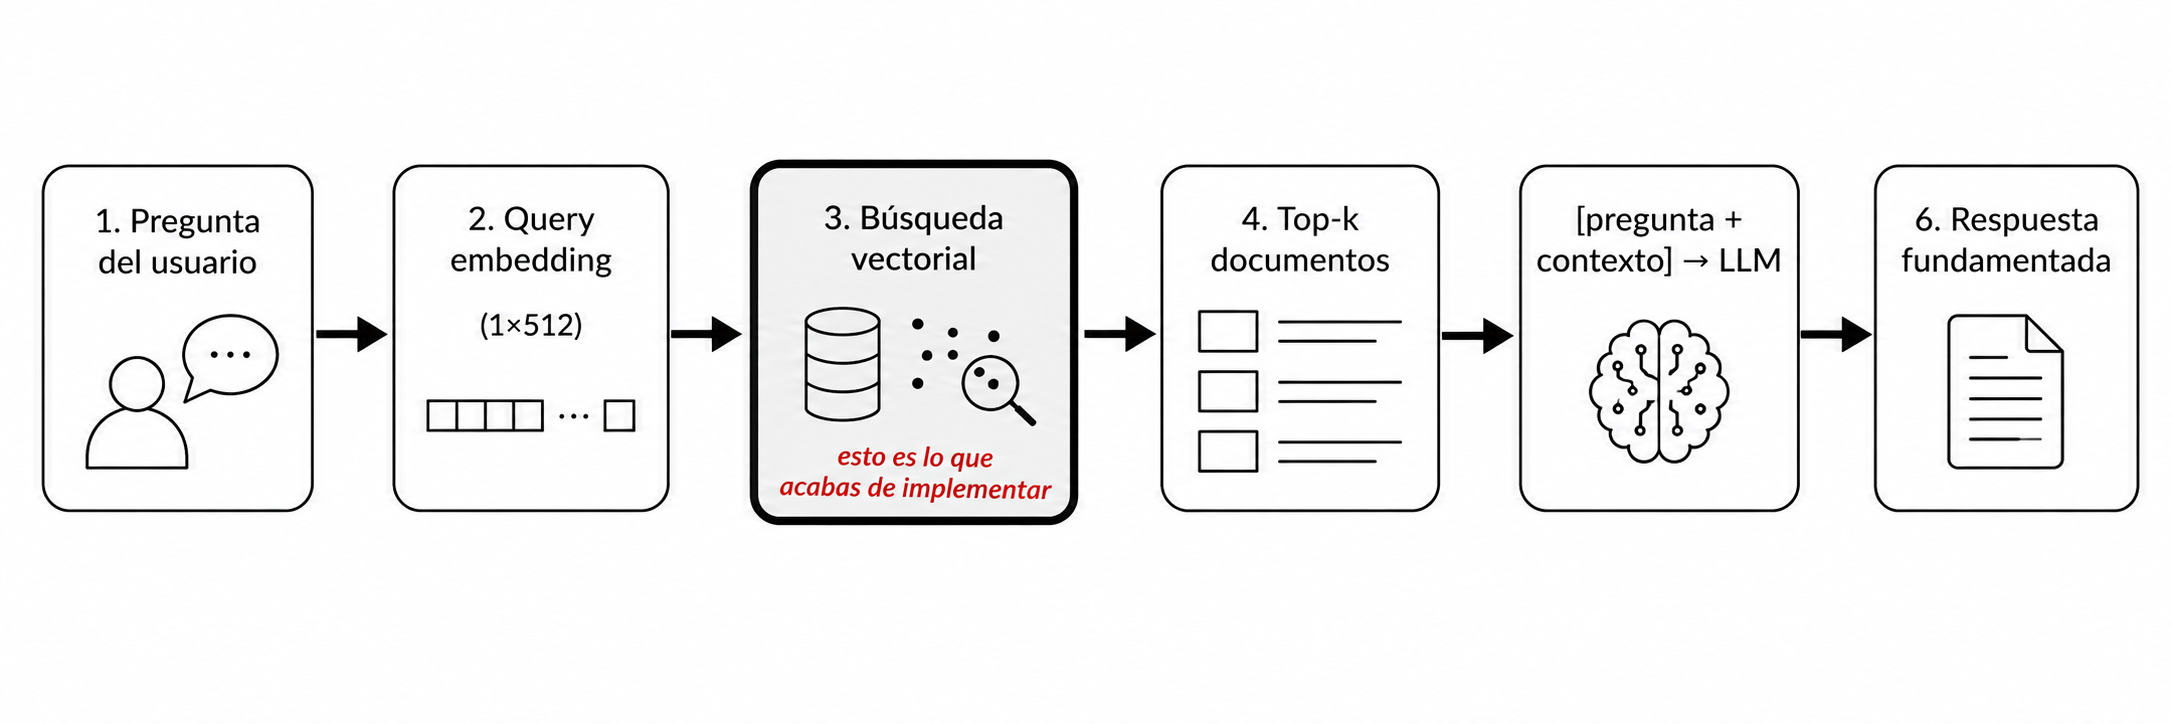 1. Pregunta
del usuario
2. Query
embedding
(1×512)
3. Búsqueda
vectorial
esto es lo que
acabas de implementar
4. Top-k
documentos
[pregunta +
contexto] → LLM
6. Respuesta
fundamentada